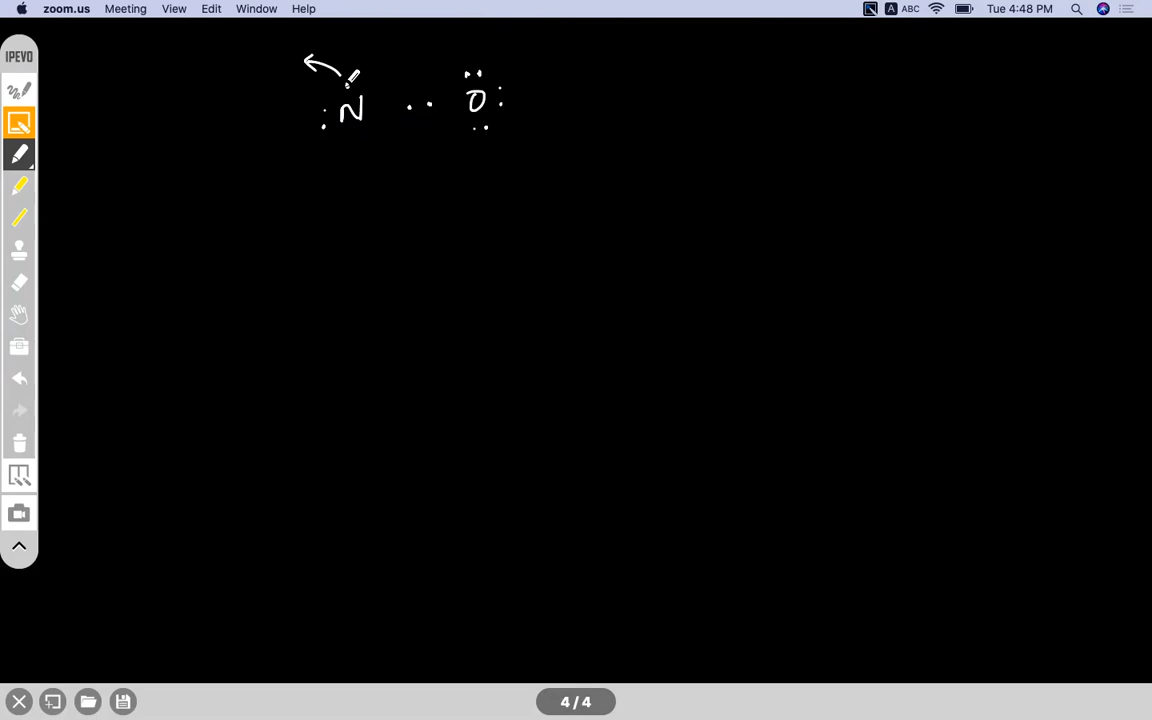 zoom.us Meeting View Edit Window Help A ABC Tue 4:48 PM
IPEVO
: N .. O :
4 / 4